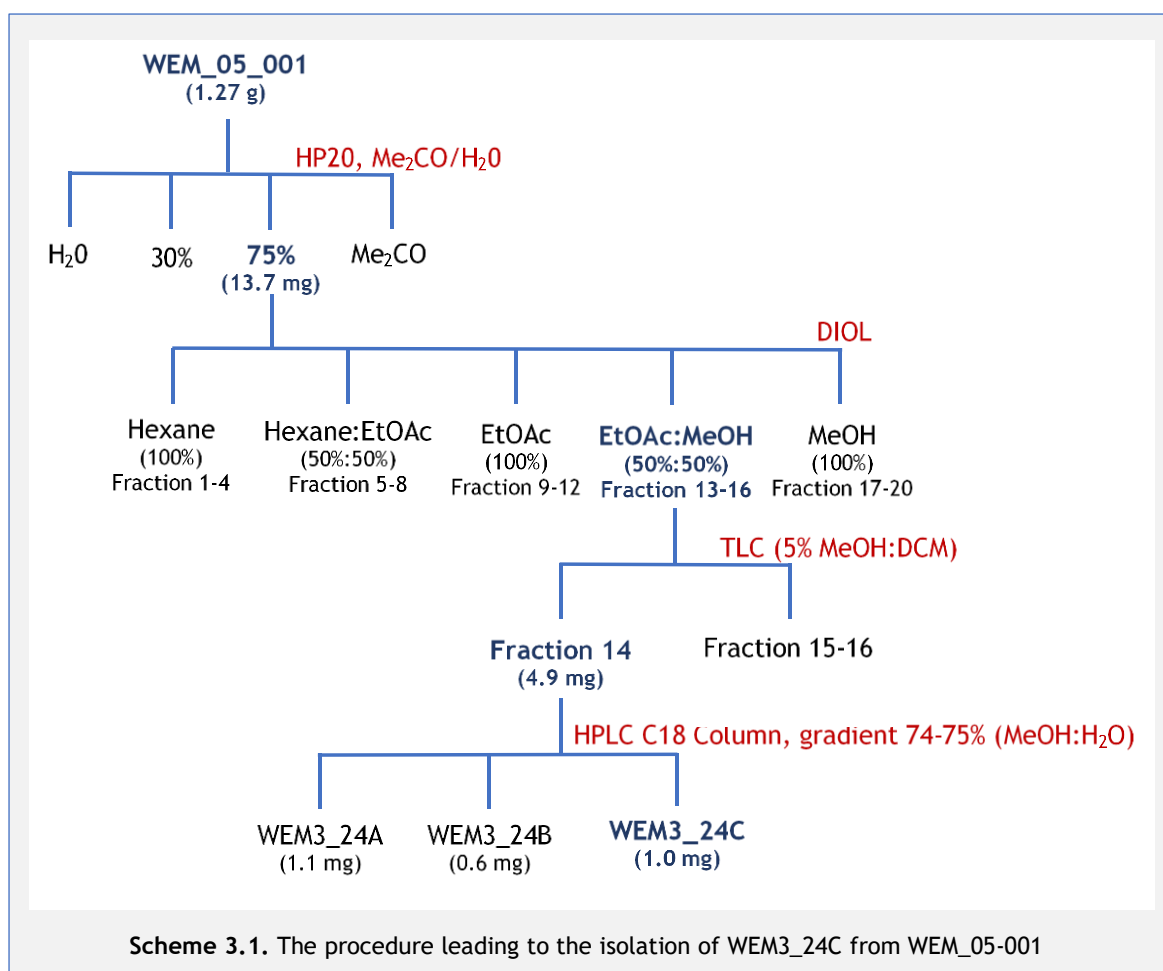 WEM_05_001
(1.27 g)
HP20, Me₂CO/H₂0
H₂0 30% 75% Me₂CO
(13.7 mg)
DIOL
Hexane Hexane:EtOAc EtOAc EtOAc:MeOH MeOH
(100%) (50%:50%) (100%) (50%:50%) (100%)
Fraction 1-4 Fraction 5-8 Fraction 9-12 Fraction 13-16 Fraction 17-20
TLC (5% MeOH:DCM)
Fraction 14 Fraction 15-16
(4.9 mg)
HPLC C18 Column, gradient 74-75% (MeOH:H₂O)
WEM3_24A WEM3_24B WEM3_24C
(1.1 mg) (0.6 mg) (1.0 mg)
Scheme 3.1. The procedure leading to the isolation of WEM3_24C from WEM_05-001